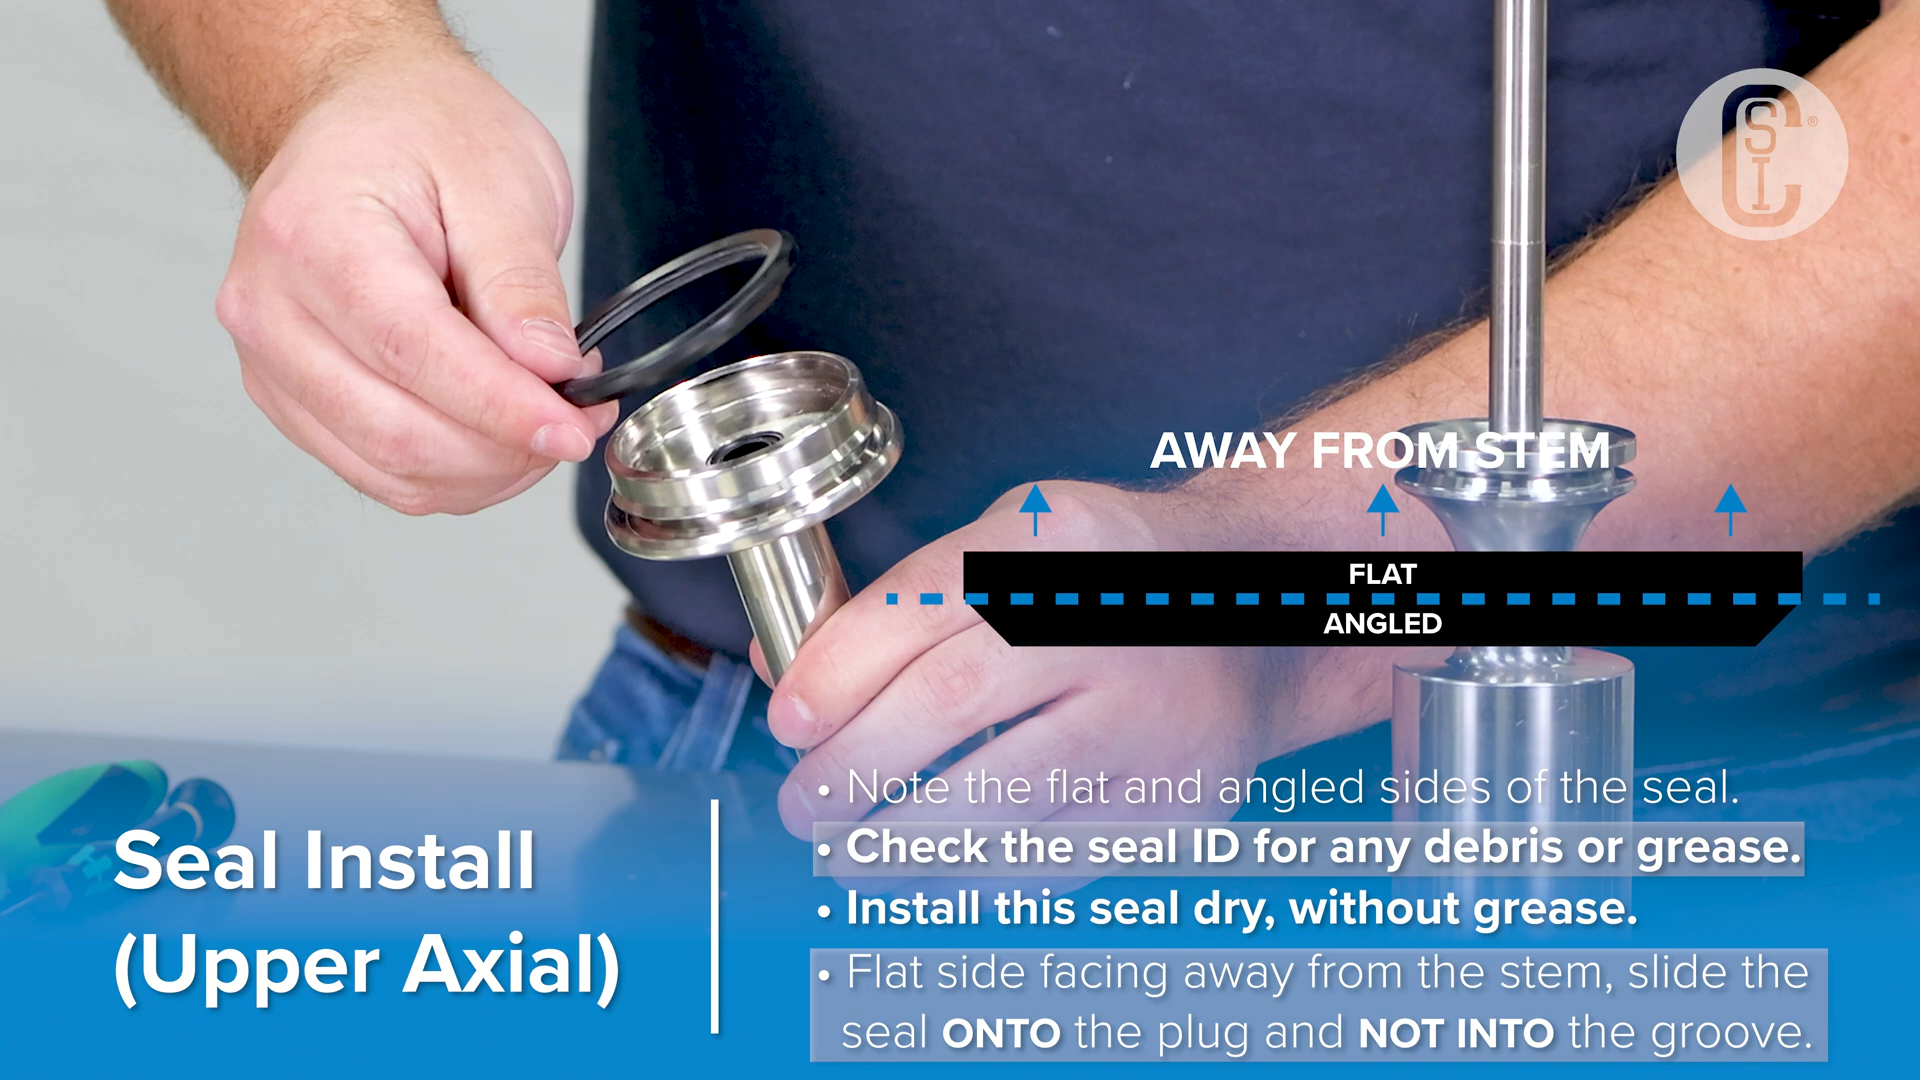 CSI®
AWAY FROM STEM
FLAT
ANGLED
Seal Install
(Upper Axial)
• Note the flat and angled sides of the seal.
• Check the seal ID for any debris or grease.
• Install this seal dry, without grease.
• Flat side facing away from the stem, slide the
seal ONTO the plug and NOT INTO the groove.